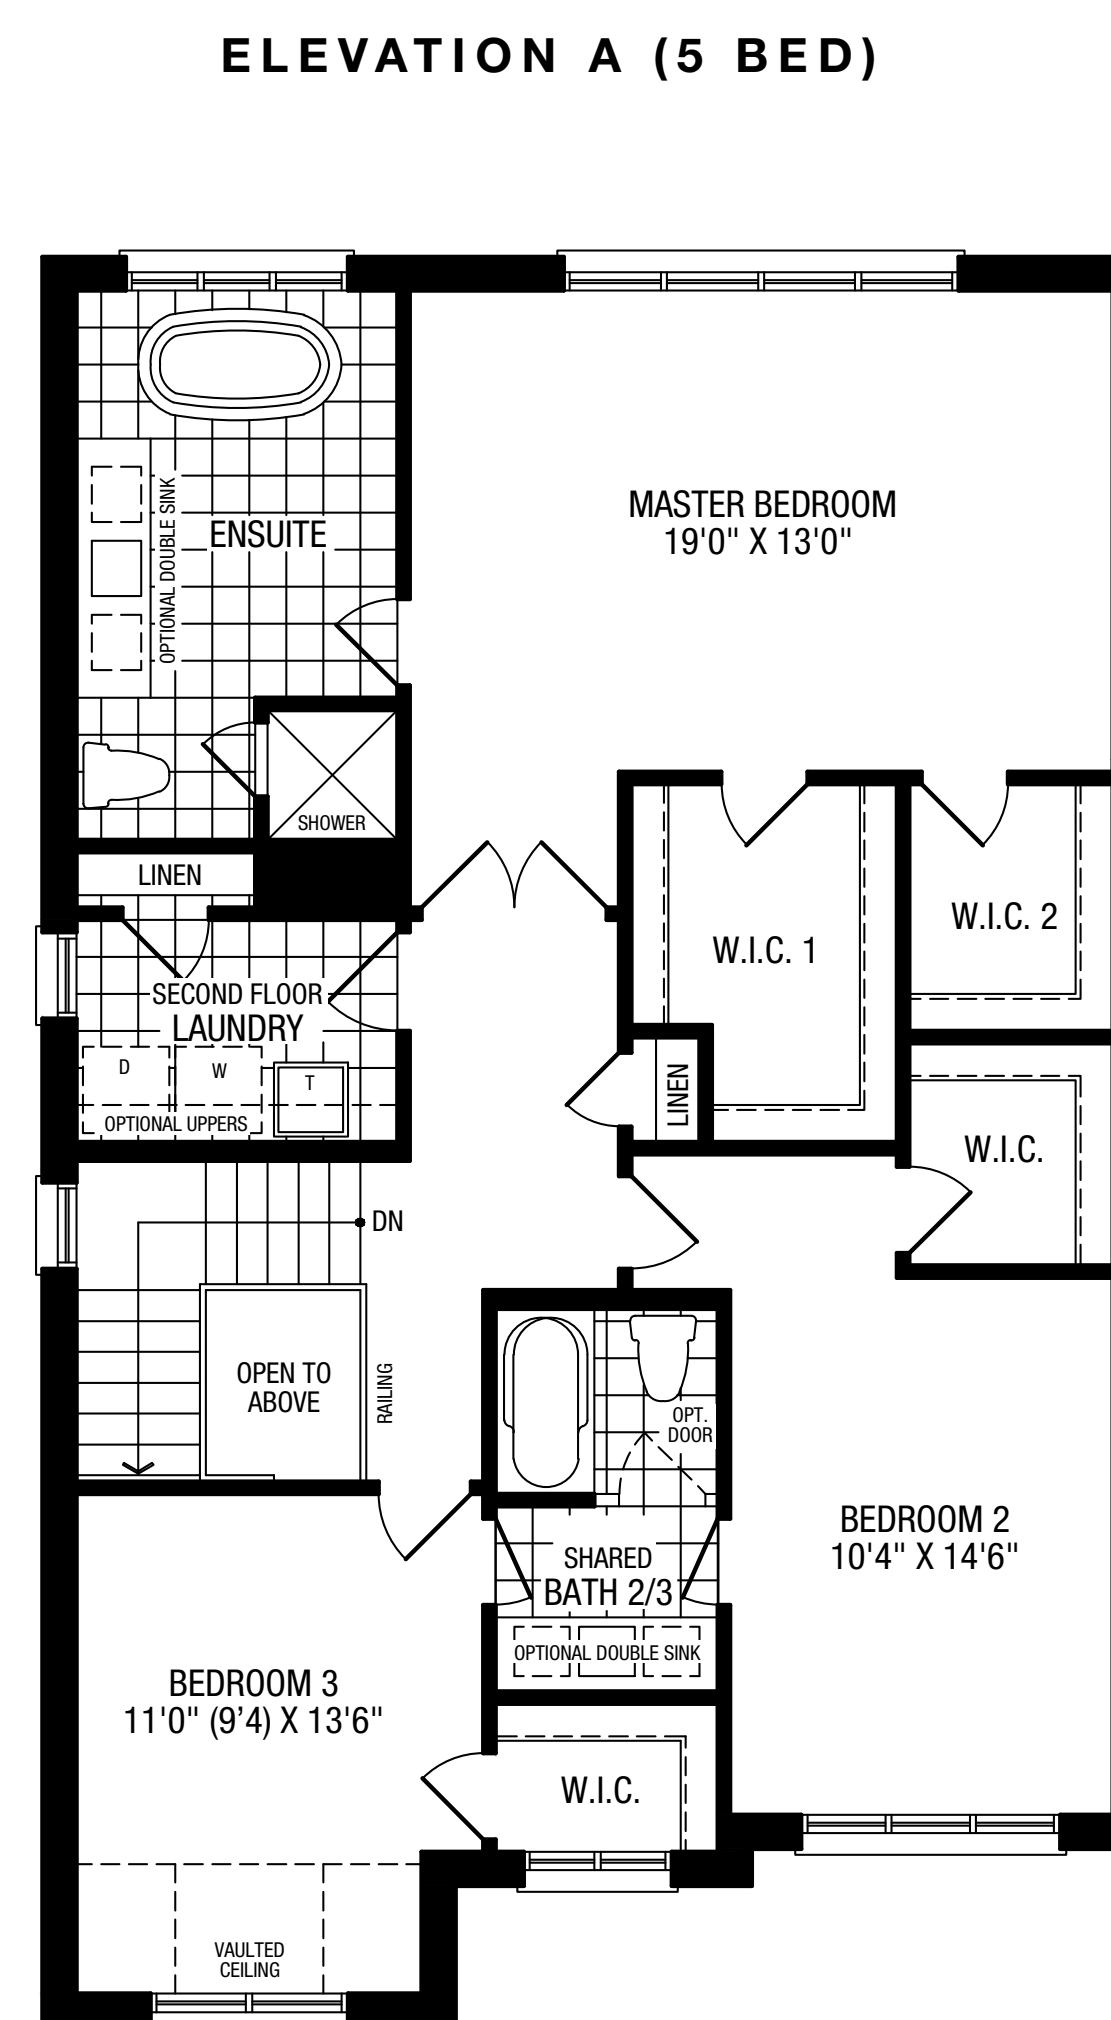 ELEVATION A (5 BED)
MASTER BEDROOM
19'0" X 13'0"
OPTIONAL DOUBLE SINK
ENSUITE
SHOWER
LINEN
W.I.C. 1
W.I.C. 2
SECOND FLOOR
LAUNDRY
D
W
T
OPTIONAL UPPERS
LINEN
W.I.C.
DN
OPEN TO
ABOVE
RAILING
OPT.
DOOR
BEDROOM 2
10'4" X 14'6"
SHARED
BATH 2/3
OPTIONAL DOUBLE SINK
BEDROOM 3
11'0" (9’4) X 13'6"
W.I.C.
VAULTED
CEILING